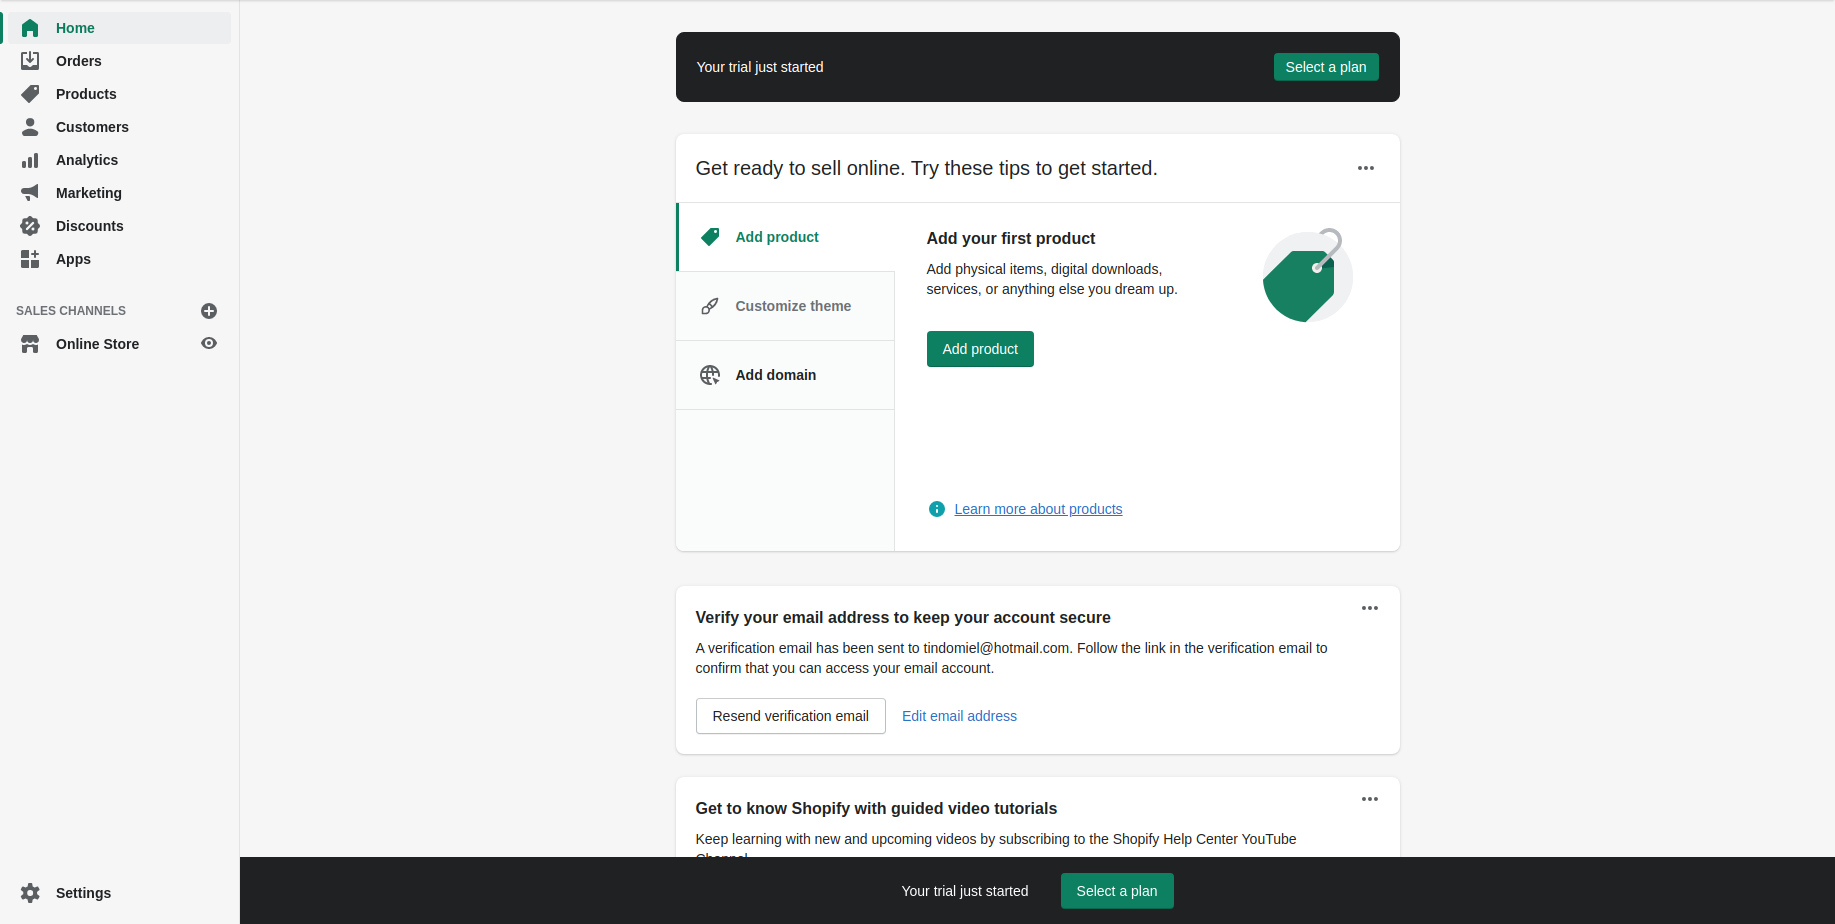 Home
Orders
Products
Customers
Analytics
Marketing
Discounts
Apps
SALES CHANNELS
Online Store
Settings
Your trial just started
Select a plan
Get ready to sell online. Try these tips to get started.
Add product
Customize theme
Add domain
Add your first product
Add physical items, digital downloads,
services, or anything else you dream up.
Add product
Learn more about products
Verify your email address to keep your account secure
A verification email has been sent to tindomiel@hotmail.com. Follow the link in the verification email to
confirm that you can access your email account.
Resend verification email
Edit email address
Get to know Shopify with guided video tutorials
Keep learning with new and upcoming videos by subscribing to the Shopify Help Center YouTube
Your trial just started
Select a plan